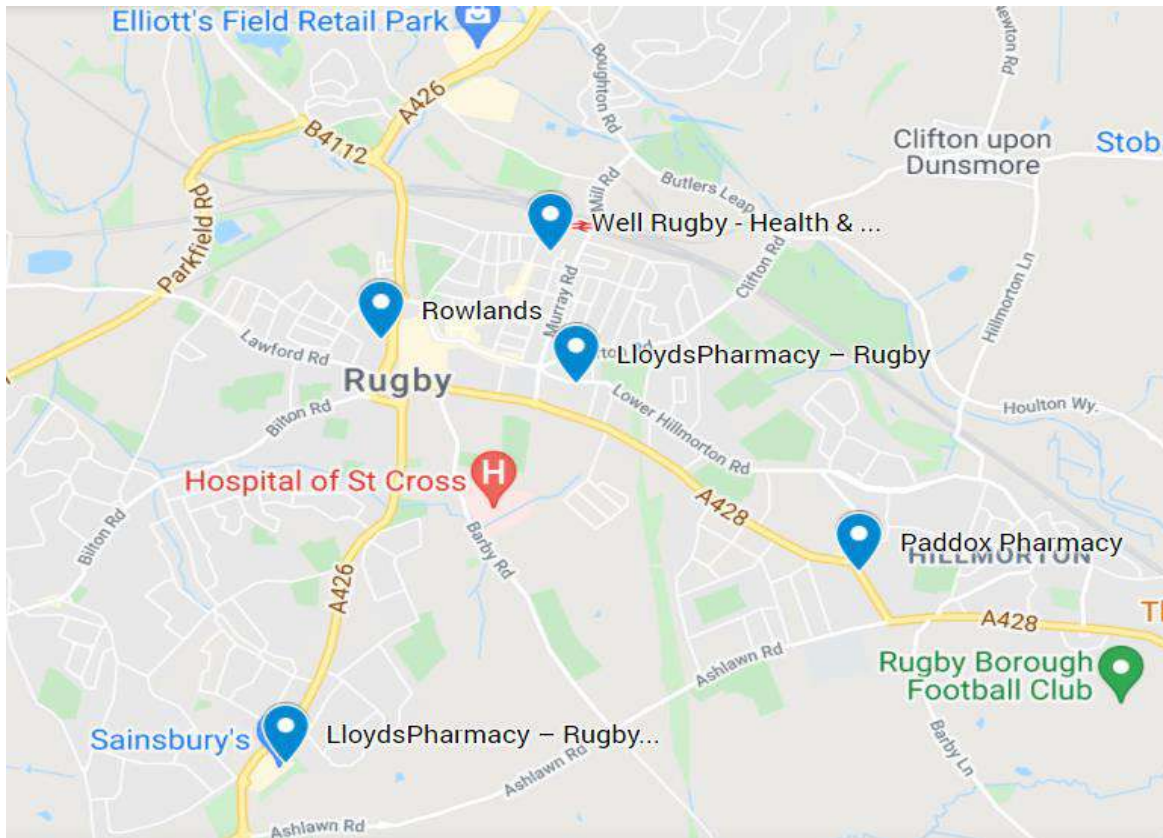 Elliott's Field Retail Park
A426
B4112
Boughton Rd
Newton Rd
Clifton upon
Dunsmore
Stob
Mill Rd
Butlers Leap
Parkfield Rd
Well Rugby - Health & ...
Clifton Rd
Hillmorton Ln
Rowlands
Murray Rd
Lawford Rd
LloydsPharmacy – Rugby
Rugby
Bilton Rd
Lower Hillmorton Rd
Houlton Wy.
Hospital of St Cross
H
A428
Bilton Rd
Barby Rd
Paddox Pharmacy
HILLMORTON
A426
A428
Ashlawn Rd
Rugby Borough
Football Club
Sainsbury's
LloydsPharmacy – Rugby...
Barby Ln
Ashlawn Rd
Ashlawn Rd